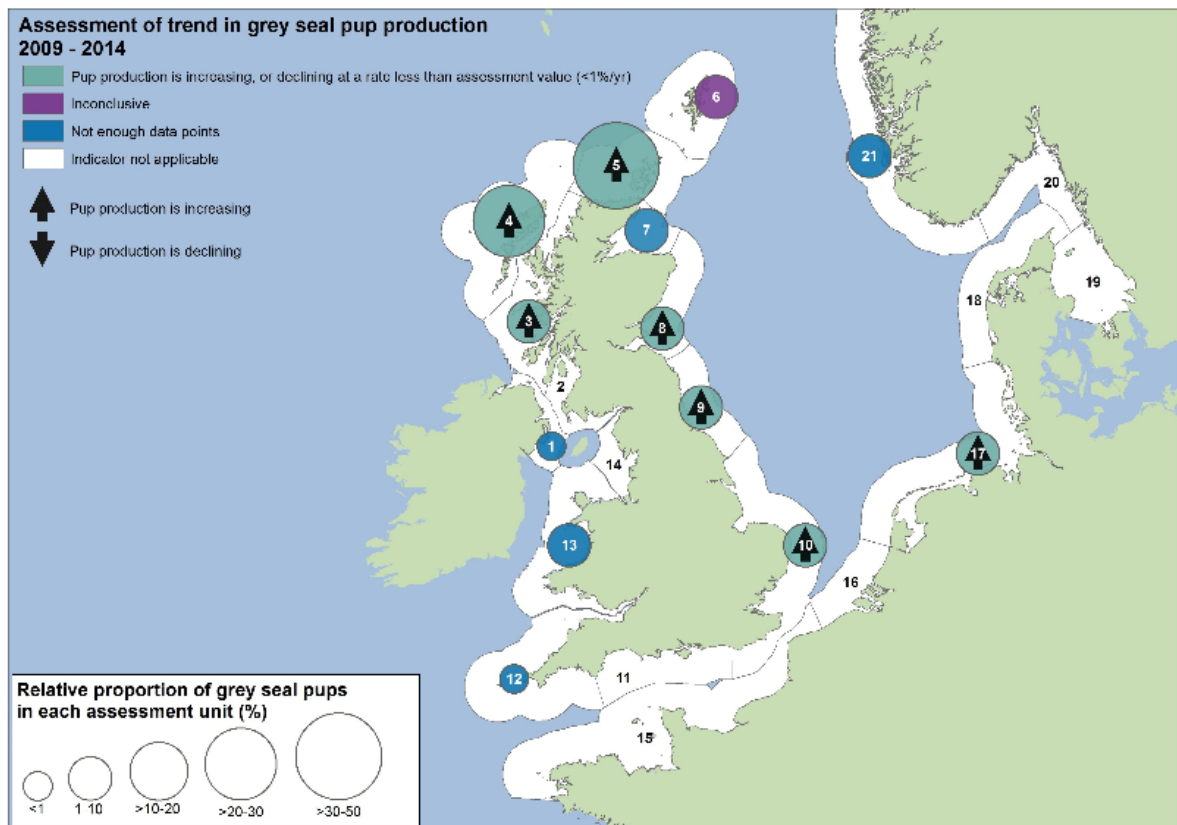 Assessment of trend in grey seal pup production
2009 - 2014
Pup production is increasing, or declining at a rate less than assessment value (<1%/yr)
Inconclusive
Not enough data points
Indicator not applicable
Pup production is increasing
Pup production is declining
6
5
21
20
4
7
19
18
3
8
2
9
1
14
17
13
10
16
12
11
15
Relative proportion of grey seal pups
in each assessment unit (%)
<1
1 10
>10-20
>20-30
>30-50